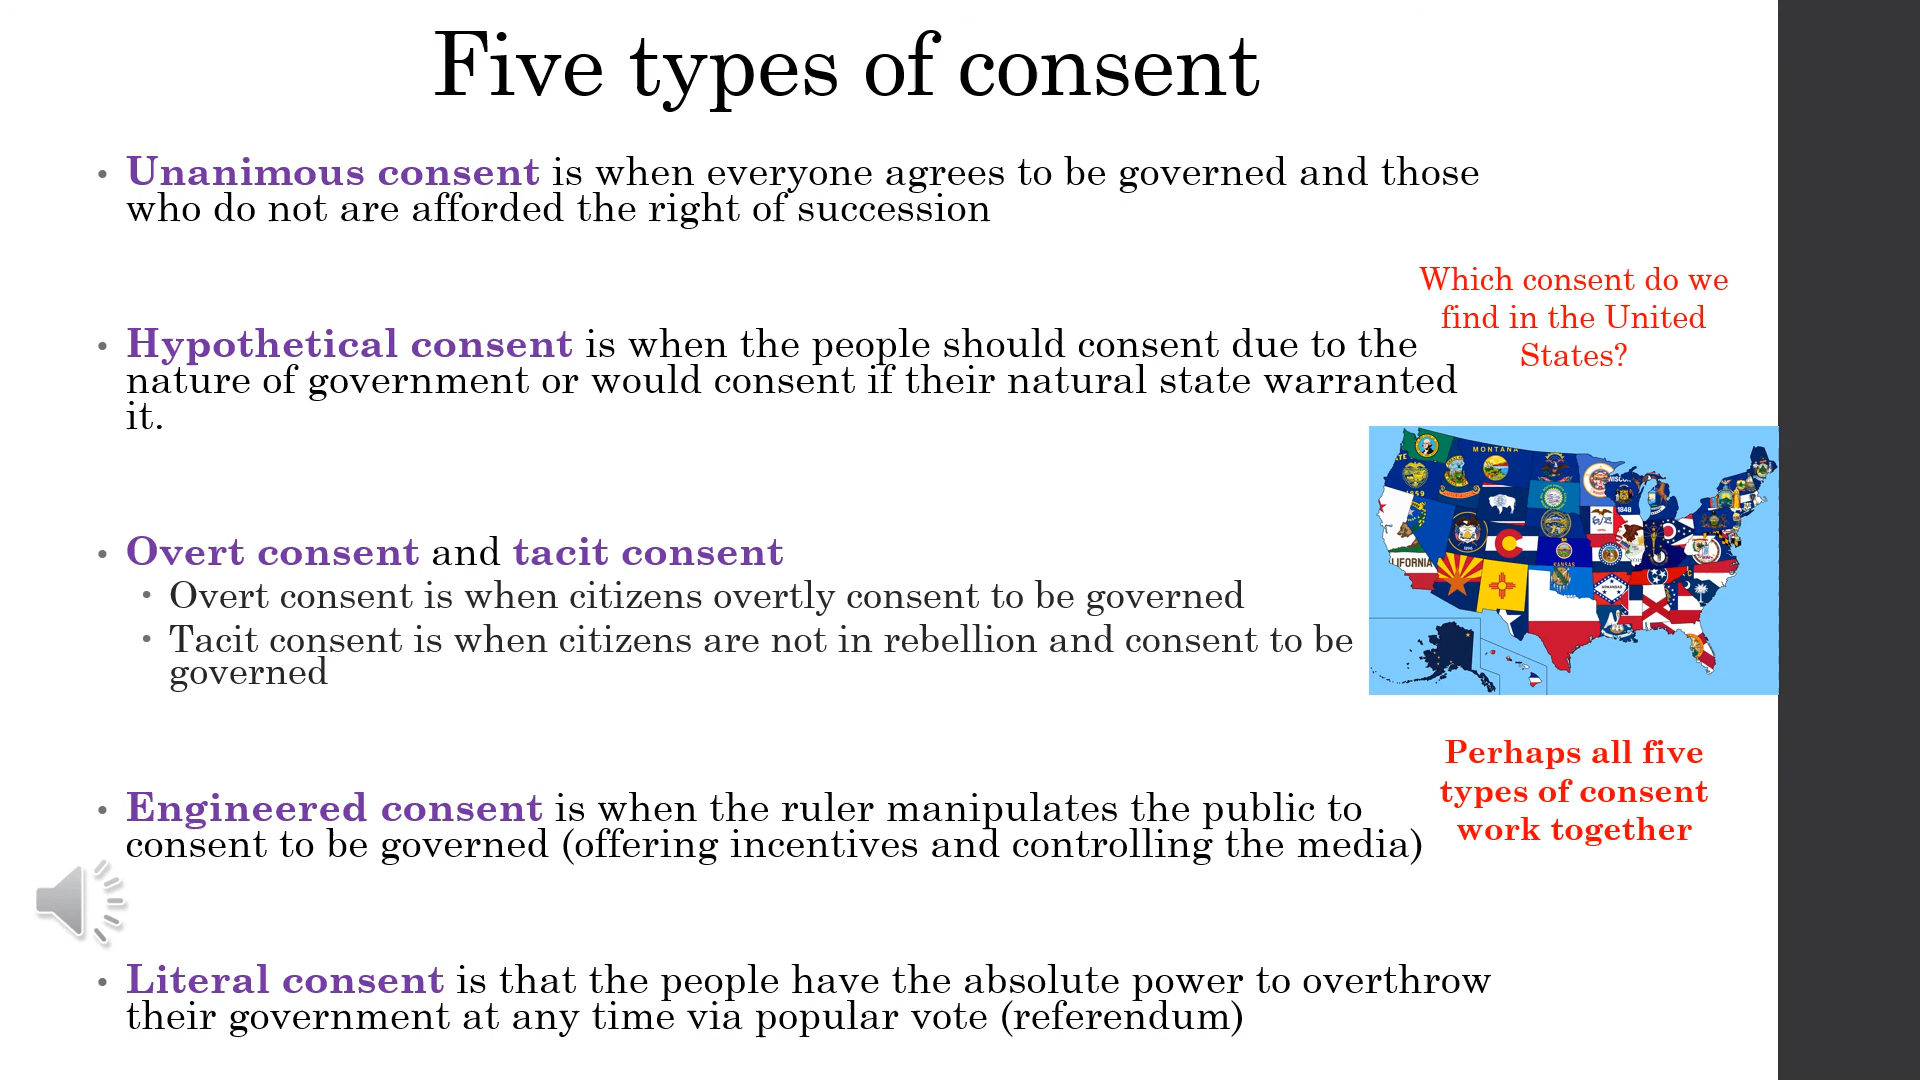 Five types of consent
• Unanimous consent is when everyone agrees to be governed and those
who do not are afforded the right of succession
Which consent do we
find in the United
States?
• Hypothetical consent is when the people should consent due to the
nature of government or would consent if their natural state warranted
it.
• Overt consent and tacit consent
• Overt consent is when citizens overtly consent to be governed
• Tacit consent is when citizens are not in rebellion and consent to be
governed
MONTANA
1848
KANSAS
LIFORNIA
ARKANSAS
Perhaps all five
types of consent
work together
• Engineered consent is when the ruler manipulates the public to
consent to be governed (offering incentives and controlling the media)
• Literal consent is that the people have the absolute power to overthrow
their government at any time via popular vote (referendum)